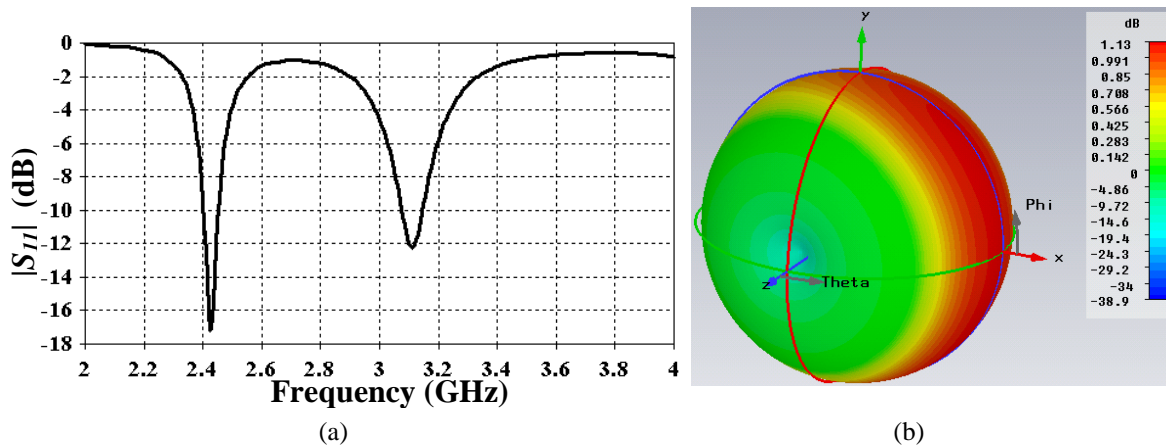 0
-2
-4
-6
-8
-10
-12
-14
-16
-18
|S11| (dB)
2 2.2 2.4 2.6 2.8 3 3.2 3.4 3.6 3.8 4
Frequency (GHz)
(a)
y
Phi
x
z
Theta
dB
1.13
0.991
0.85
0.708
0.566
0.425
0.283
0.142
0
-4.86
-9.72
-14.6
-19.4
-24.3
-29.2
-34
-38.9
(b)